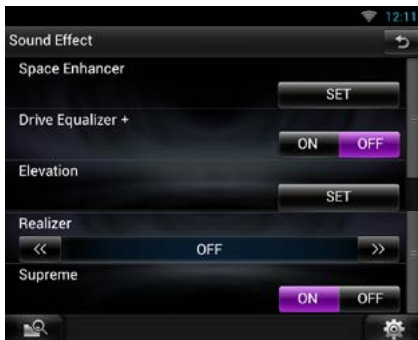 12:11
Sound Effect
Space Enhancer
SET
Drive Equalizer +
ON OFF
Elevation
SET
Realizer
<< OFF >>
Supreme
ON OFF